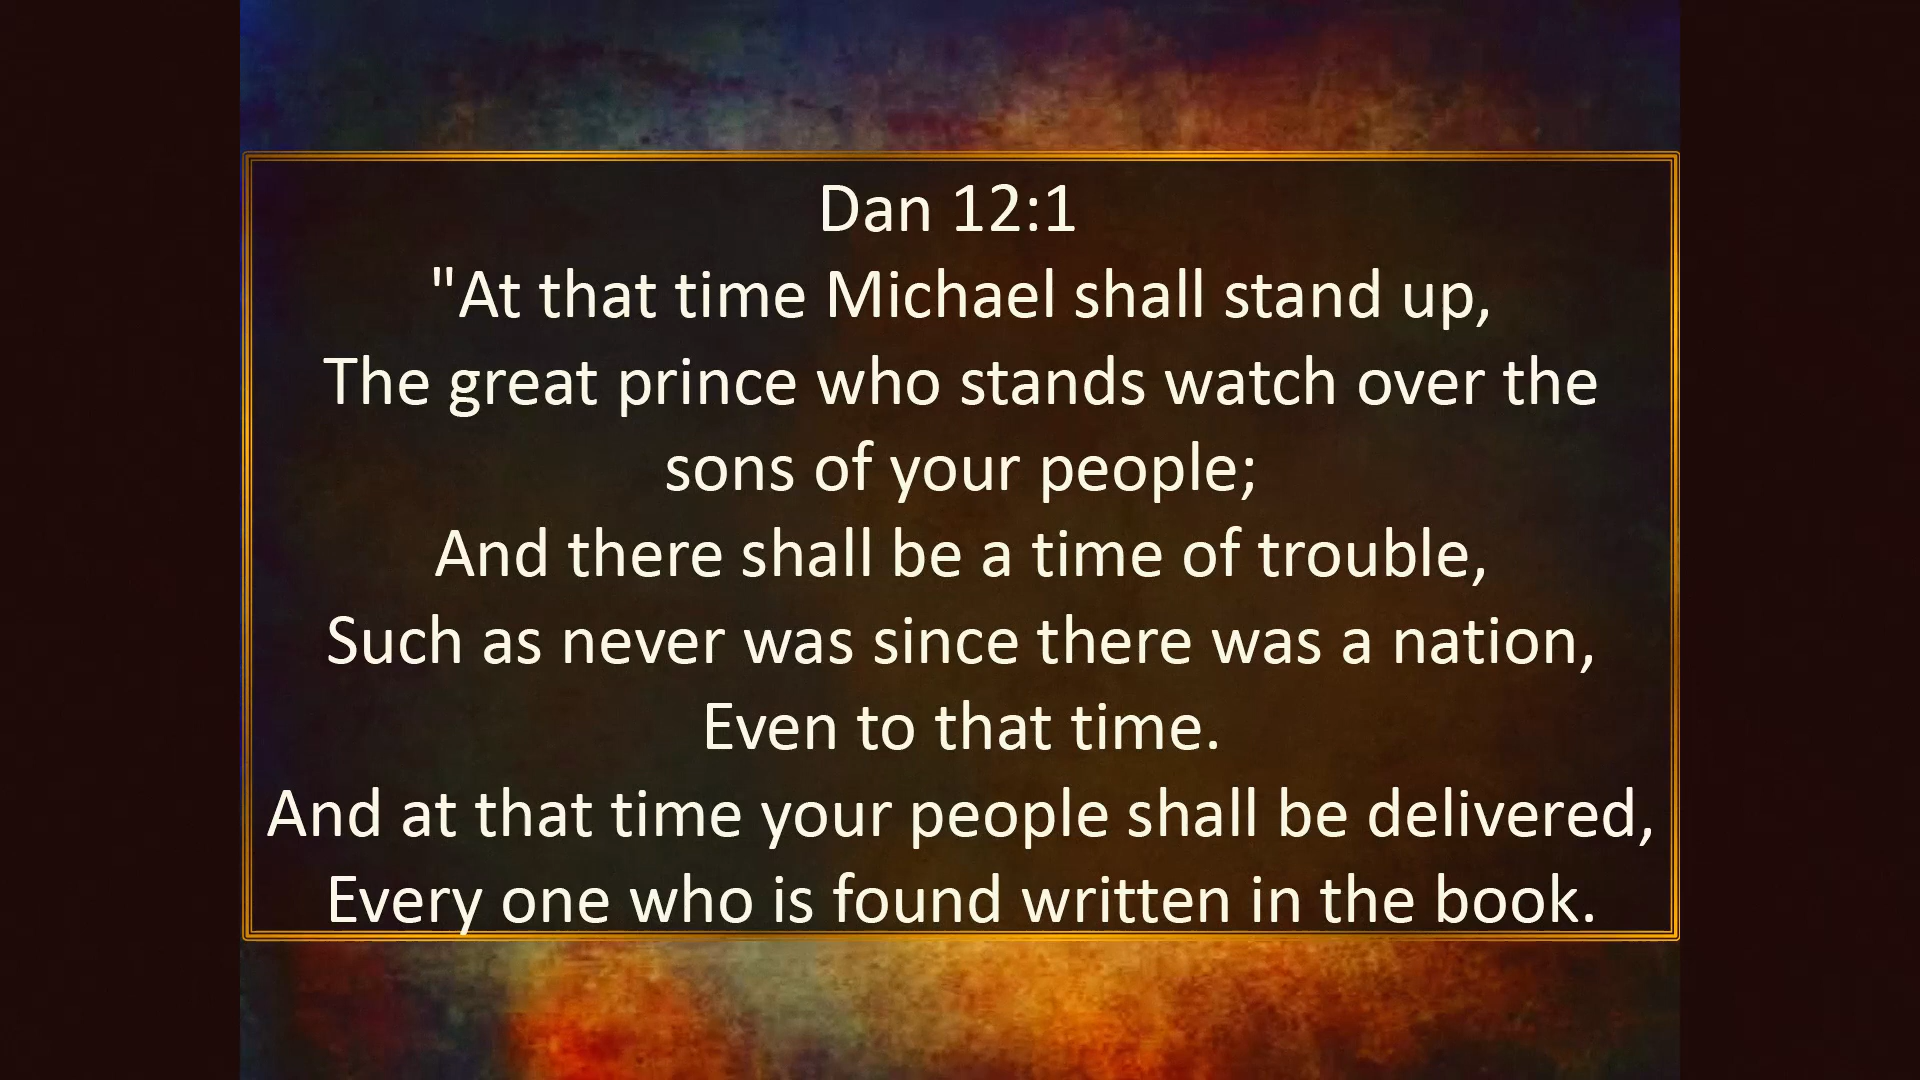 Dan 12:1
"At that time Michael shall stand up,
The great prince who stands watch over the
sons of your people;
And there shall be a time of trouble,
Such as never was since there was a nation,
Even to that time.
And at that time your people shall be delivered,
Every one who is found written in the book.